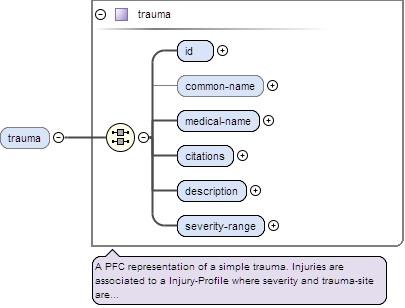 trauma
id
common-name
medical-name
trauma
citations
description
severity-range
A PFC representation of a simple trauma. Injuries are
associated to a Injury-Profile where severity and trauma-site
are...